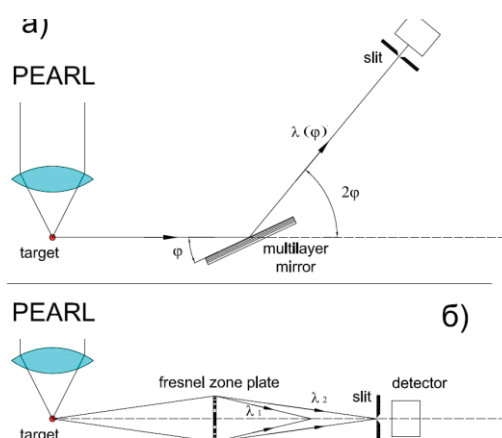 а)
PEARL
slit
λ(φ)
2φ
φ
target
multilayer
mirror
PEARL
б)
fresnel zone plate
λ 2
slit
detector
λ 1
target